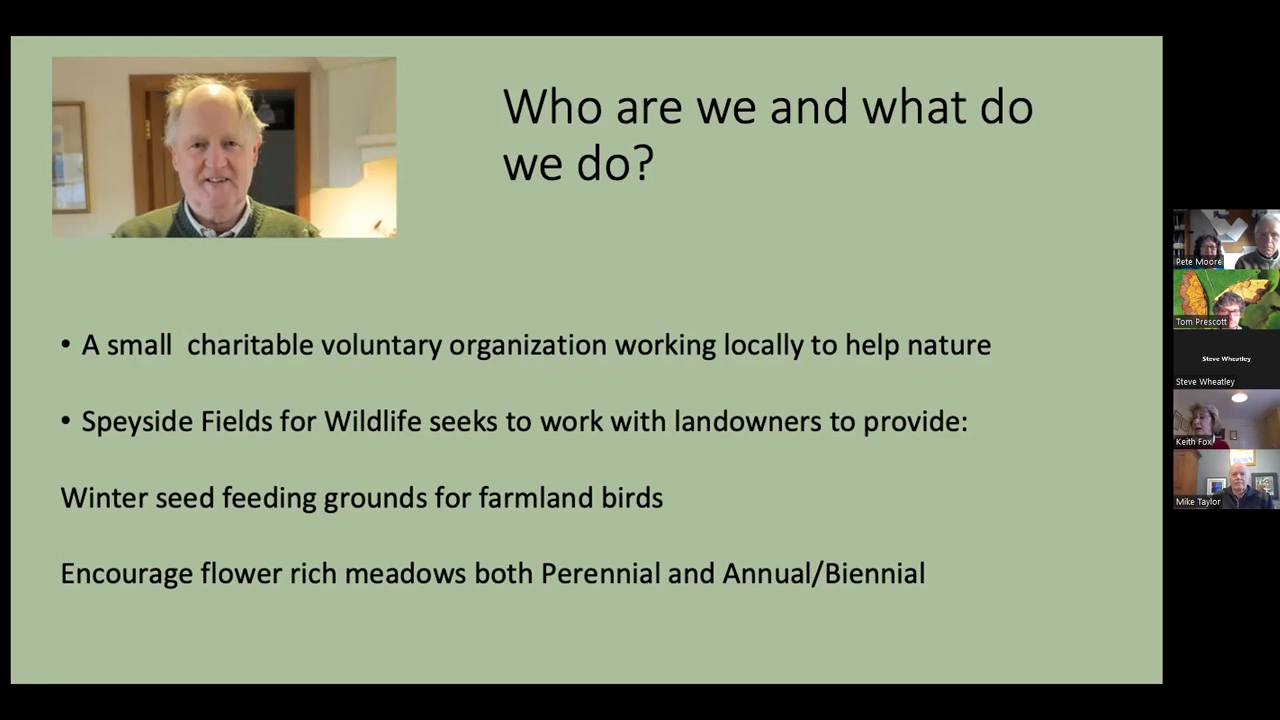 Who are we and what do
we do?
• A small  charitable voluntary organization working locally to help nature
• Speyside Fields for Wildlife seeks to work with landowners to provide:
Winter seed feeding grounds for farmland birds
Encourage flower rich meadows both Perennial and Annual/Biennial
Pete Moore
Tom Prescott
Steve Wheatley
Steve Wheatley
Keith Fox
Mike Taylor